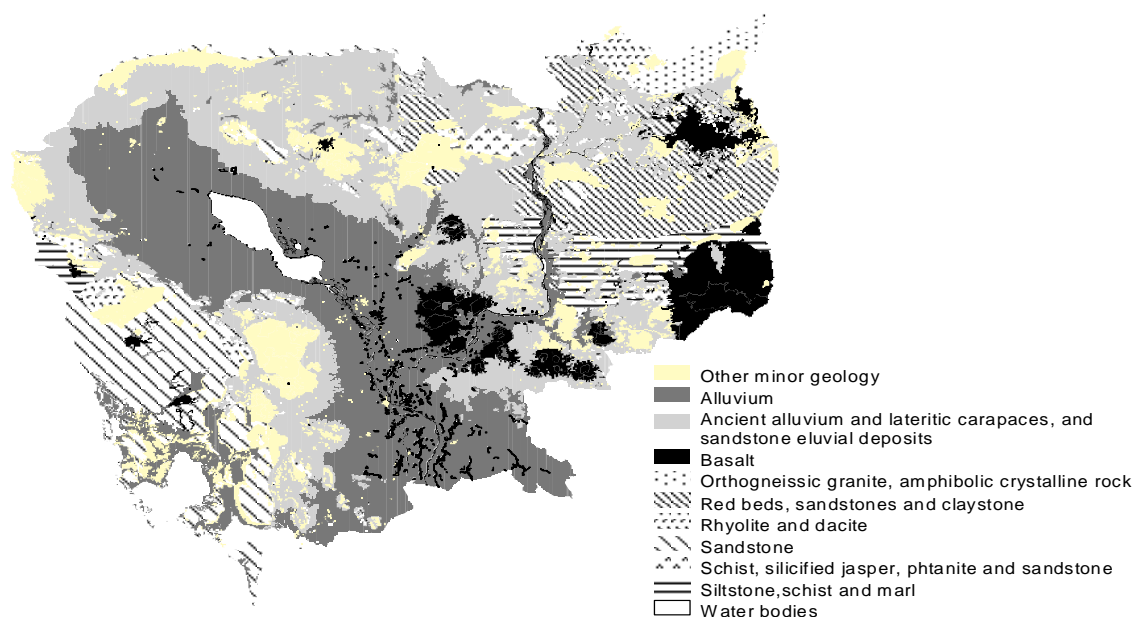 Other minor geology
Alluvium
Ancient alluvium and lateritic carapaces, and
sandstone eluvial deposits
Basalt
Orthogneissic granite, amphibolic crystalline rock
Red beds, sandstones and claystone
Rhyolite and dacite
Sandstone
Schist, silicified jasper, phtanite and sandstone
Siltstone,schist and marl
Water bodies